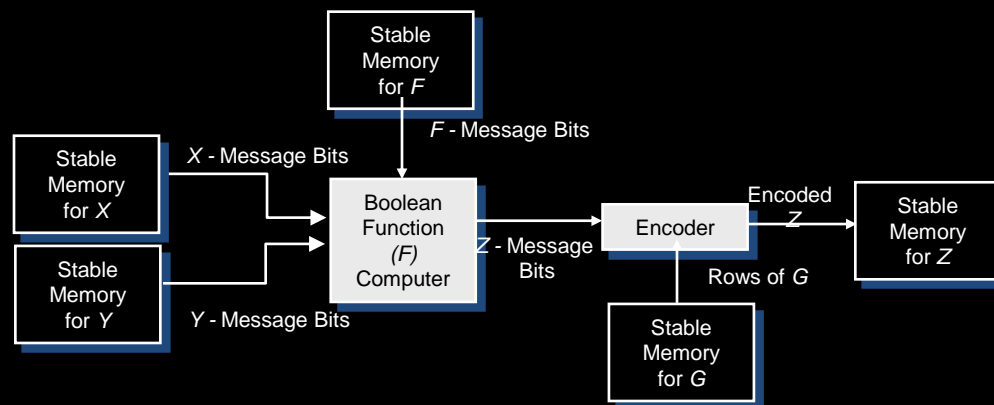 Stable
Memory
for F
F - Message Bits
Stable
Memory
for X
X - Message Bits
Stable
Memory
for Y
Y - Message Bits
Boolean
Function
(F)
Computer
Z - Message
Bits
Encoder
Encoded
Z
Rows of G
Stable
Memory
for G
Stable
Memory
for Z